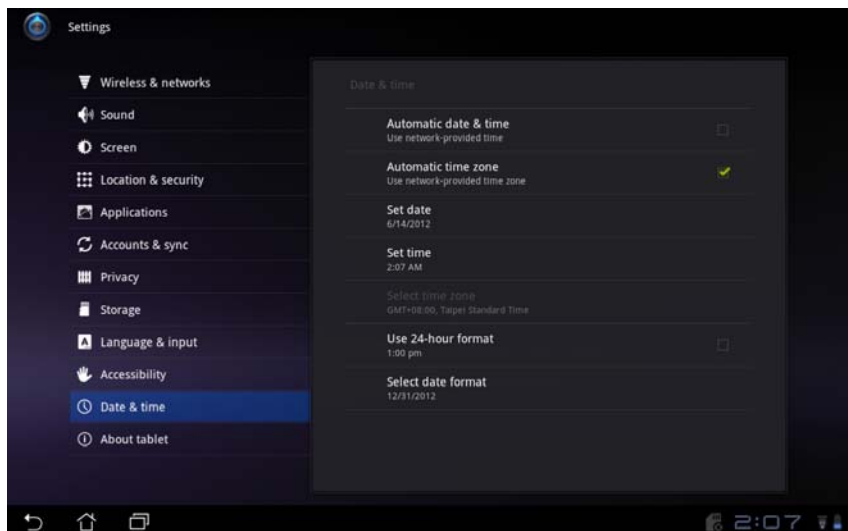 Settings
Wireless & networks
Sound
Screen
Location & security
Applications
Accounts & sync
Privacy
Storage
A Language & input
Accessibility
Date & time
About tablet
Date & time
Automatic date & time
Use network-provided time
Automatic time zone
Use network-provided time zone
Set date
6/14/2012
Set time
2:07 AM
Select time zone
GMT+08:00, Taipei Standard Time
Use 24-hour format
1:00 pm
Select date format
12/31/2012
2:07